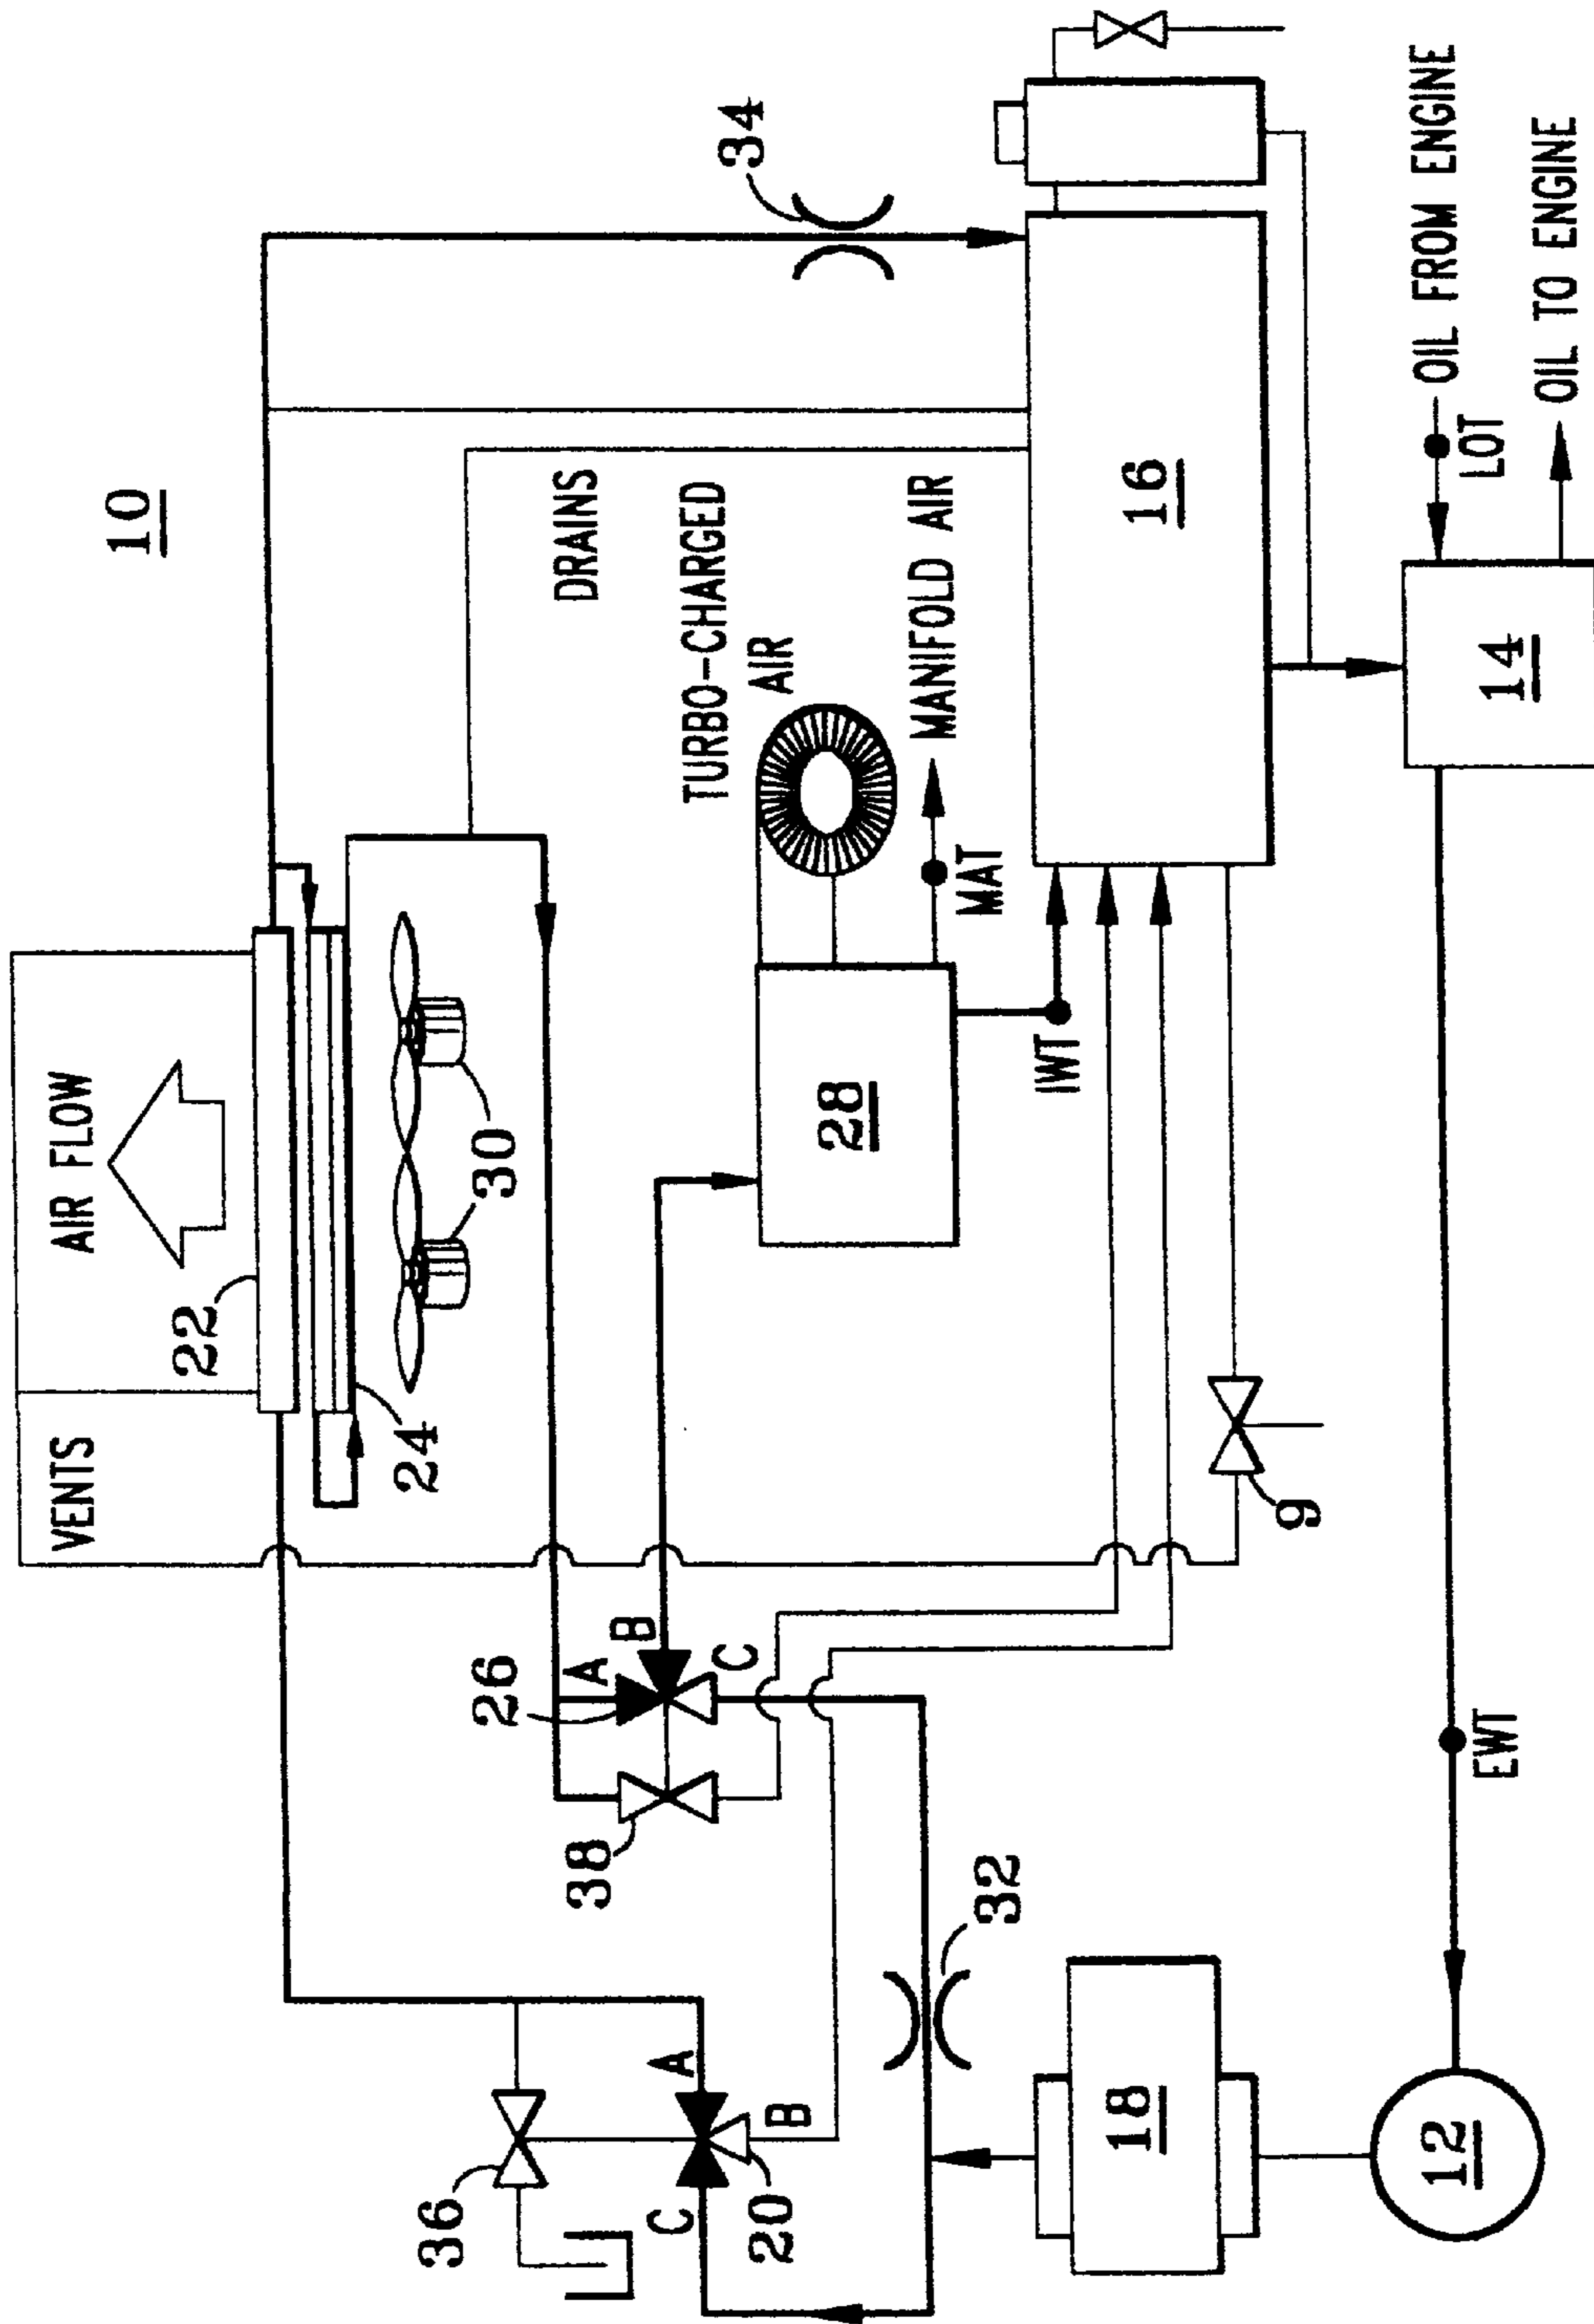 10
VENTS
AIR FLOW
22
24
30
DRAINS
34
TURBO-CHARGED
AIR
MANIFOLD AIR
MAT
28
IWT
16
36
C
A
B
20
38
26
A
B
C
32
9
18
12
EWT
14
LOT
OIL FROM ENGINE
OIL TO ENGINE